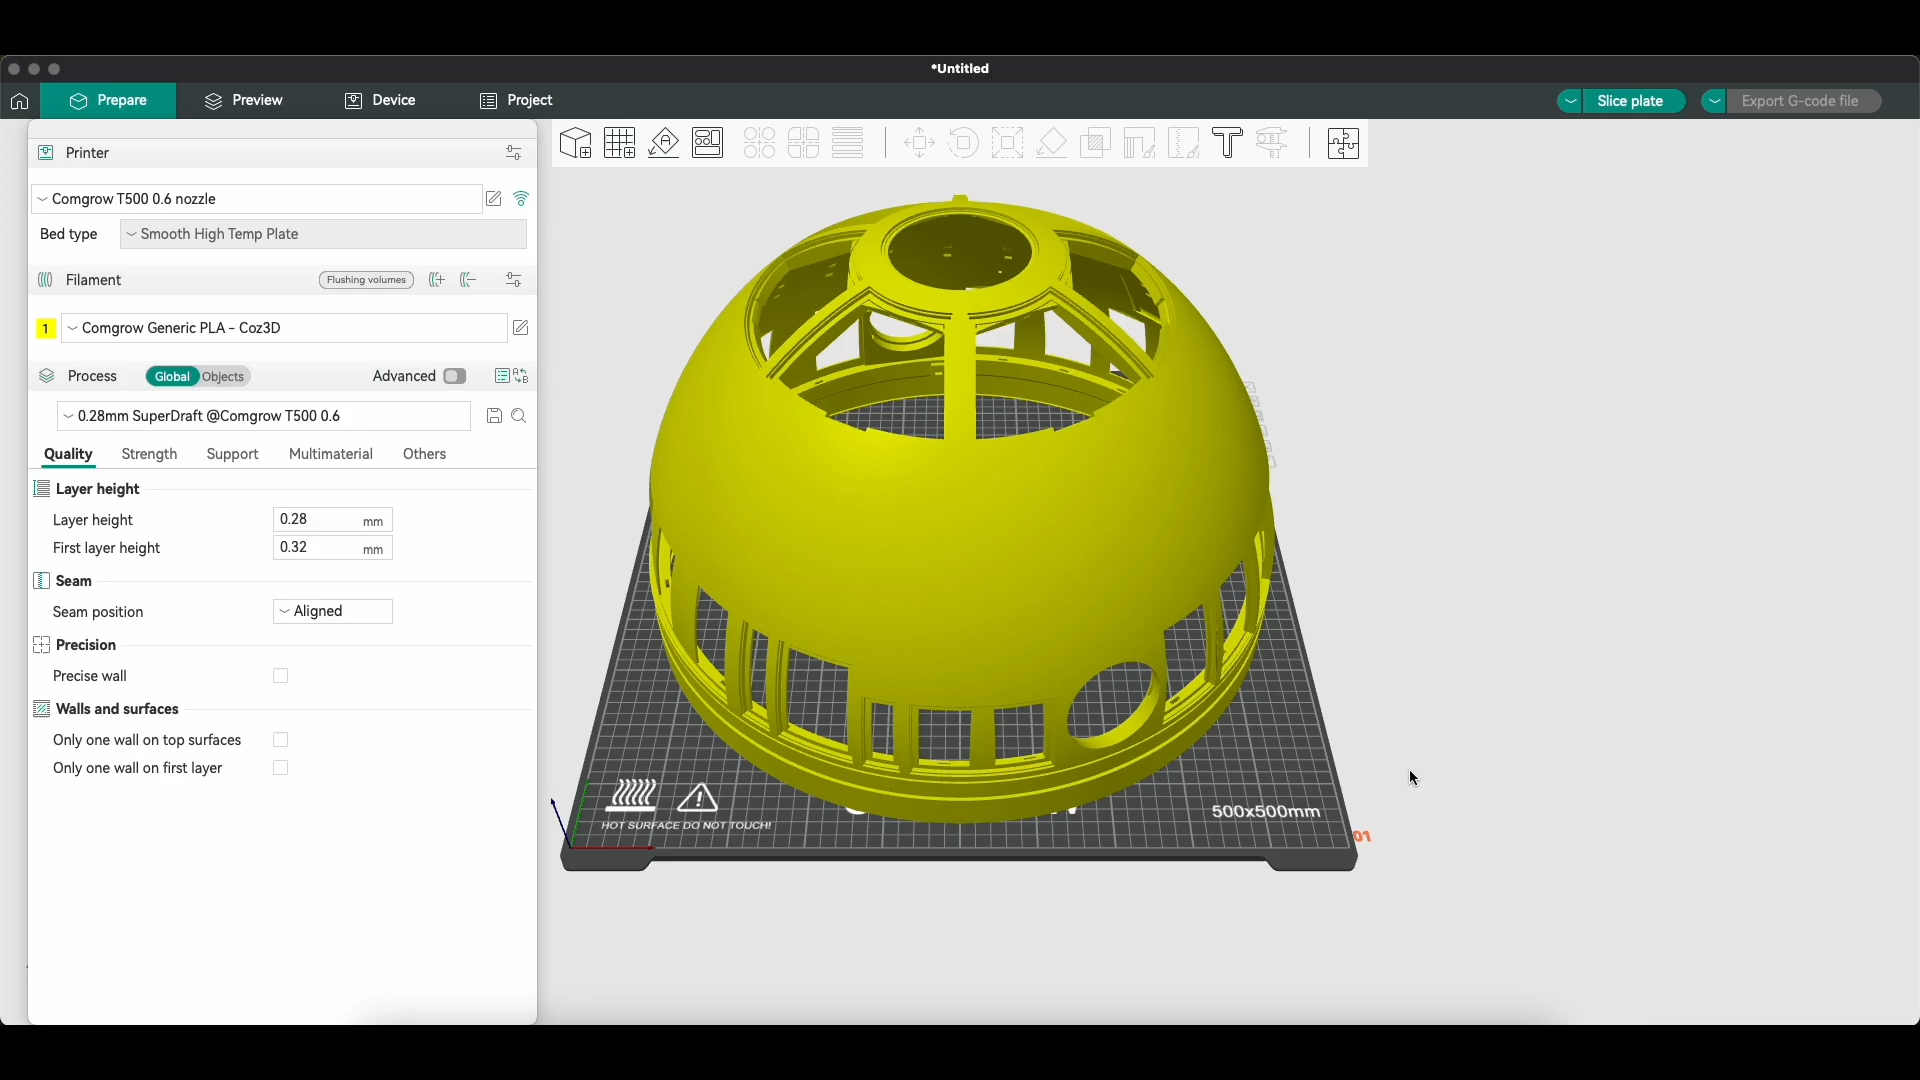 *Untitled
Prepare
Preview
Device
Project
Slice plate
Export G-code file
Printer
Comgrow T500 0.6 nozzle
Bed type
Smooth High Temp Plate
Filament
Flushing volumes
1
Comgrow Generic PLA - Coz3D
Process
Global
Objects
Advanced
0.28mm SuperDraft @Comgrow T500 0.6
Quality
Strength
Support
Multimaterial
Others
Layer height
Layer height
0.28
mm
First layer height
0.32
mm
Seam
Seam position
Aligned
Precision
Precise wall
Walls and surfaces
Only one wall on top surfaces
Only one wall on first layer
HOT SURFACE DO NOT TOUCH!
500x500mm
01